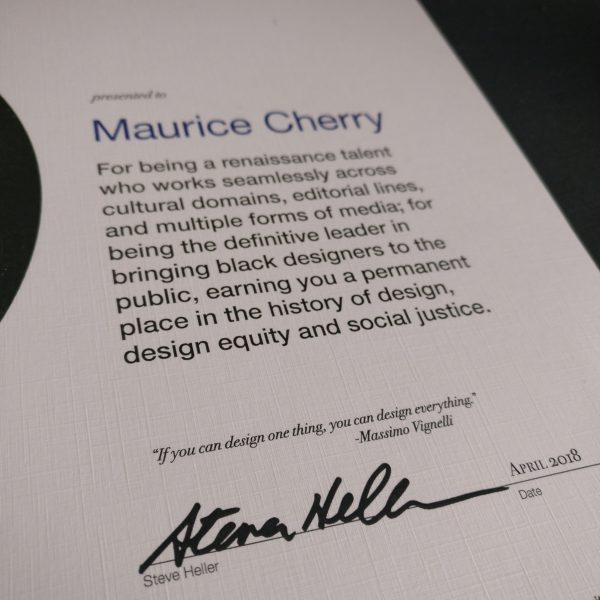 presented to
Maurice Cherry
For being a renaissance talent
who works seamlessly across
cultural domains, editorial lines,
and multiple forms of media; for
being the definitive leader in
bringing black designers to the
public, earning you a permanent
place in the history of design,
design equity and social justice.
“If you can design one thing, you can design everything.”
-Massimo Vignelli
Steven Heller
April 2018
Steve Heller
Date